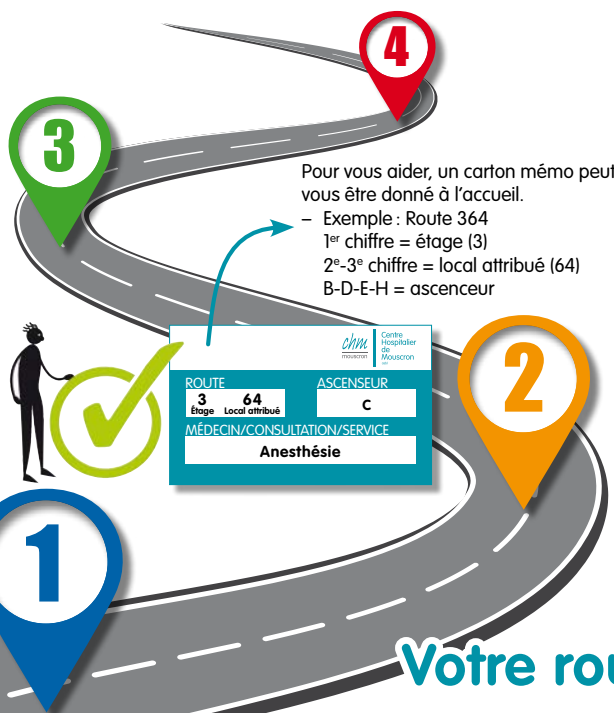 4
3
Pour vous aider, un carton mémo peut
vous être donné à l'accueil.
– Exemple : Route 364
1er chiffre = étage (3)
2e-3e chiffre = local attribué (64)
B-D-E-H = ascenceur
chm
mouscron
Centre
Hospitalier
de
Mouscron
ROUTE
ASCENSEUR
3 64
Étage Local attribué
C
MÉDECIN/CONSULTATION/SERVICE
Anesthésie
2
1
Votre rou